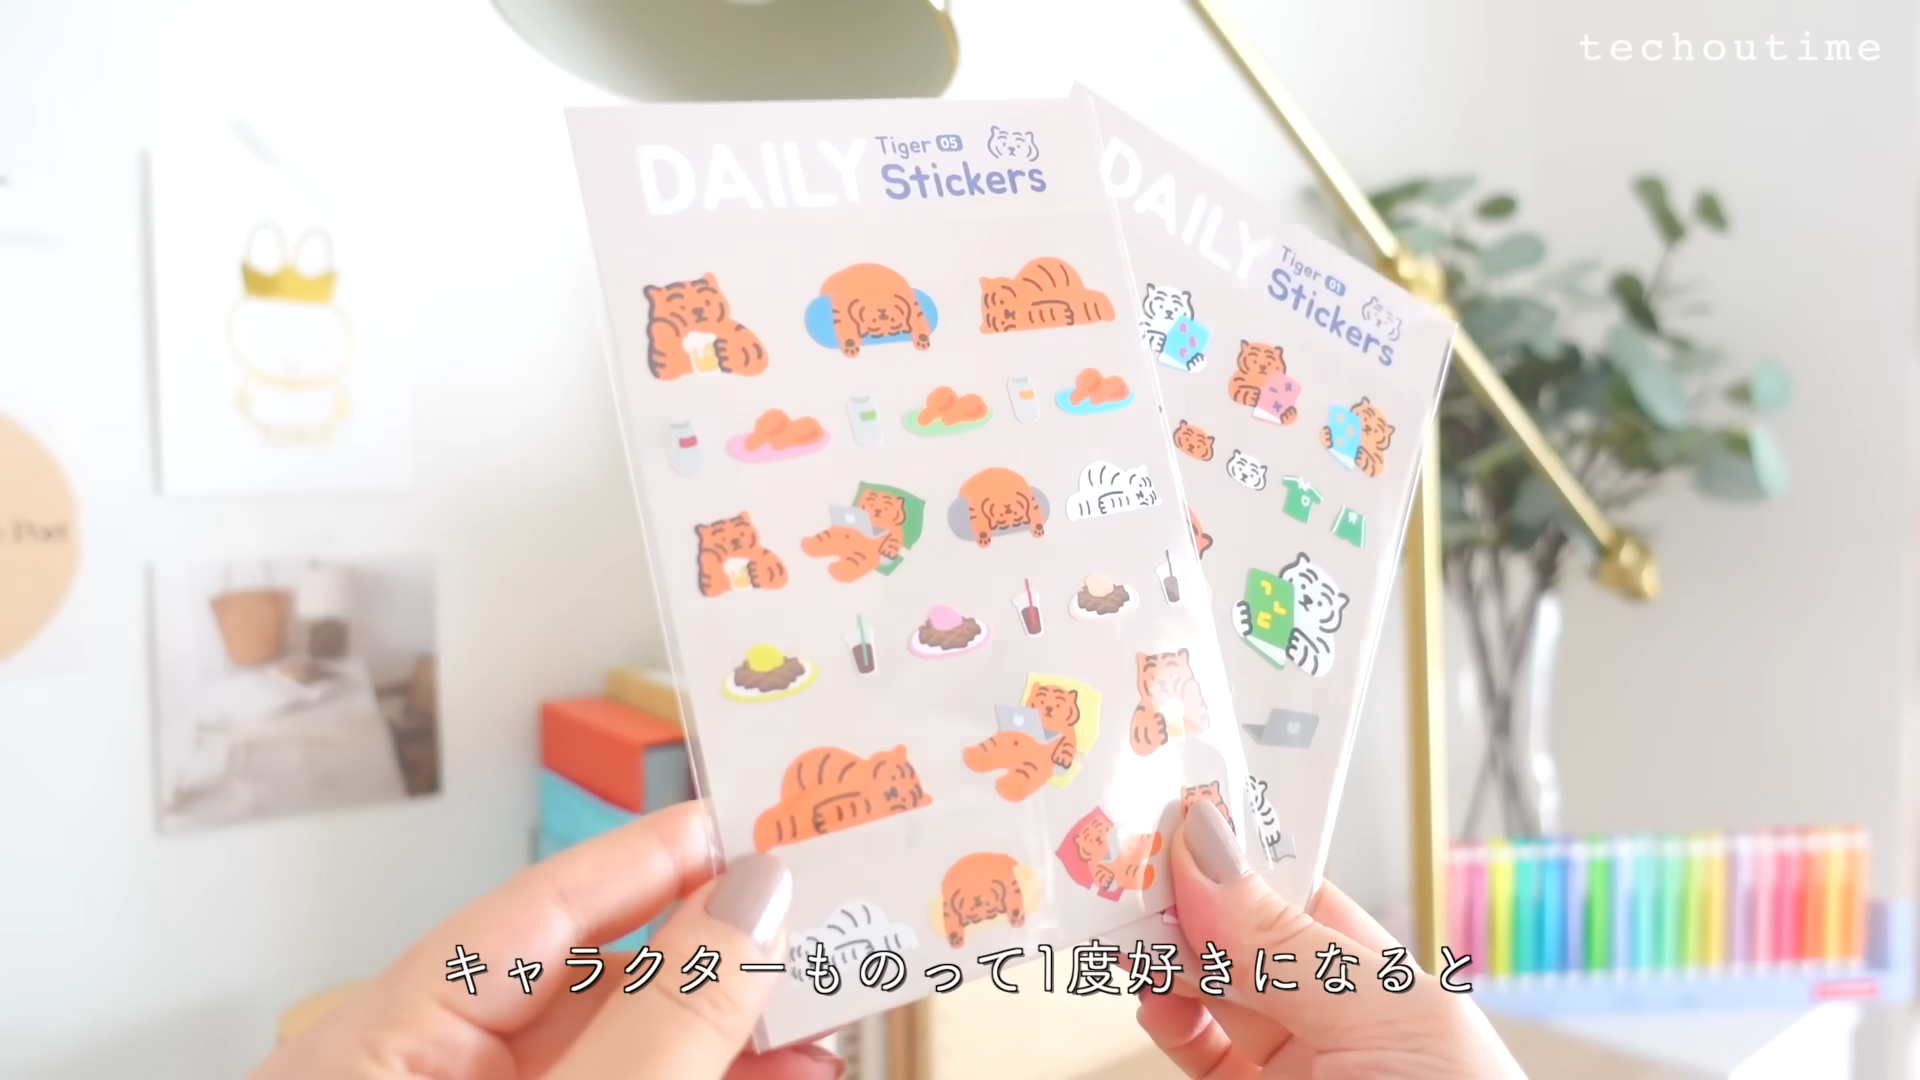 techoutime
DAILY
Tiger 05
Stickers
DAILY
Tiger 01
Stickers
キャラクターものって1度好きになると